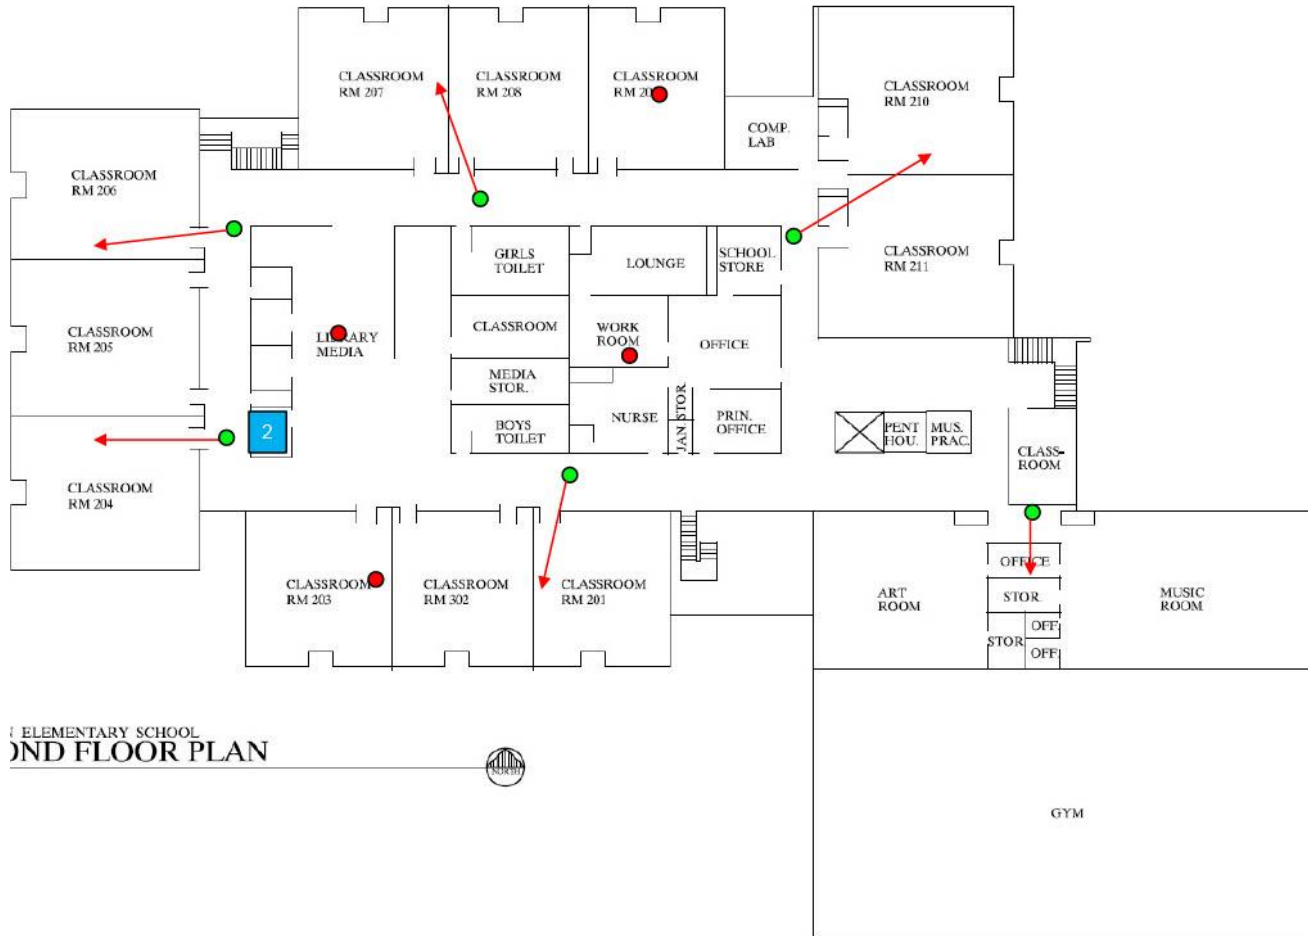 CLASSROOM
RM 207
CLASSROOM
RM 208
CLASSROOM
COMP.
LAB
CLASSROOM
RM 210
CLASSROOM
RM 206
GIRLS
TOILET
LOUNGE
SCHOOL
STORE
CLASSROOM
RM 211
CLASSROOM
RM 205
LIBRARY
MEDIA
CLASSROOM
WORK
ROOM
OFFICE
MEDIA
STOR.
BOYS
TOILET
NURSE
JAN. STOR.
PRIN.
OFFICE
PENT
HOU.
MUS.
PRAC.
CLASS-
ROOM
2
CLASSROOM
RM 204
CLASSROOM
RM 203
CLASSROOM
RM 302
CLASSROOM
RM 201
ART
ROOM
OFFICE
STOR.
STOR
OFF.
OFF.
MUSIC
ROOM
ELEMENTARY SCHOOL
OND FLOOR PLAN
NORTH
GYM